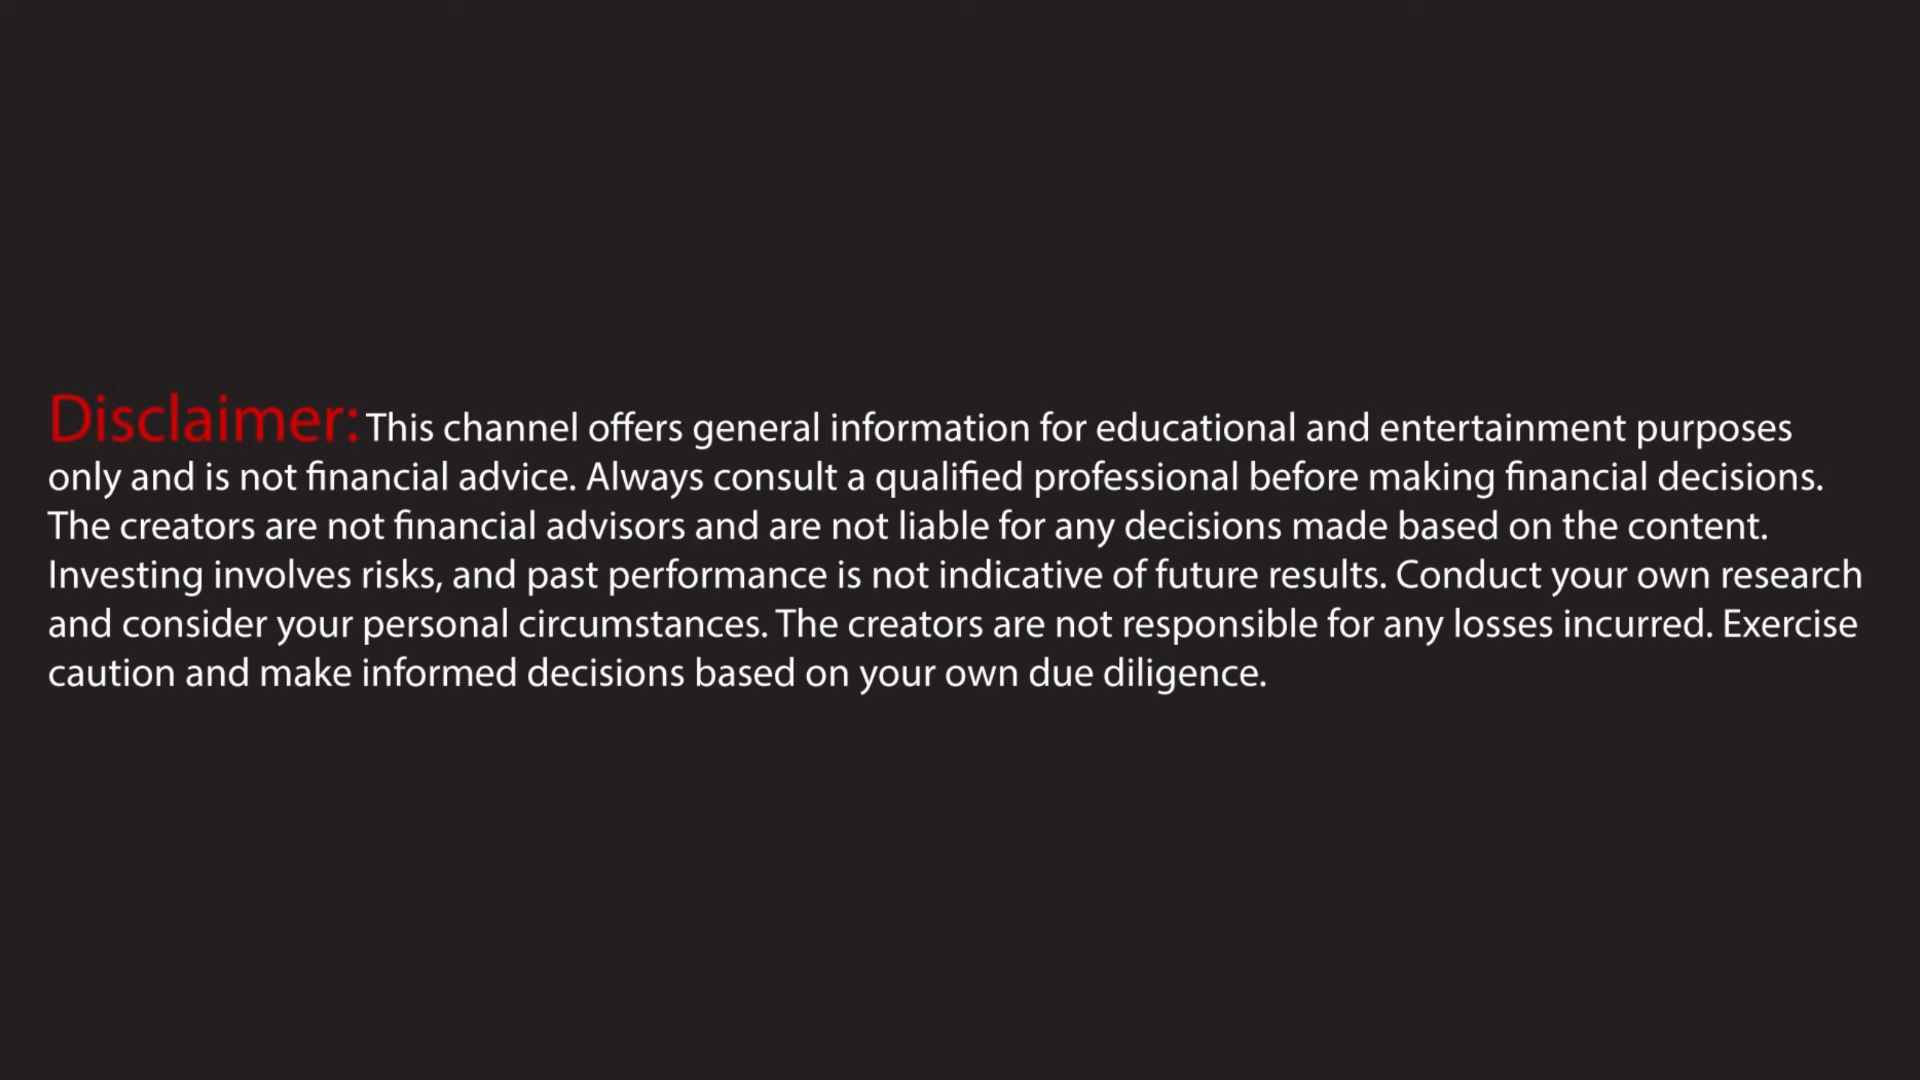 Disclaimer: This channel offers general information for educational and entertainment purposes
only and is not financial advice. Always consult a qualified professional before making financial decisions.
The creators are not financial advisors and are not liable for any decisions made based on the content.
Investing involves risks, and past performance is not indicative of future results. Conduct your own research
and consider your personal circumstances. The creators are not responsible for any losses incurred. Exercise
caution and make informed decisions based on your own due diligence.